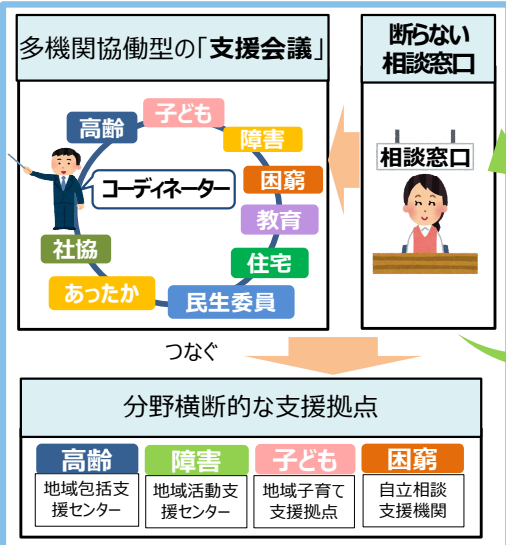 多機関協働型の「支援会議」
高齢
子ども
障害
困窮
教育
住宅
民生委員
あったか
社協
コーディネーター
断らない
相談窓口
相談窓口
つなぐ
分野横断的な支援拠点
高齢
地域包括支
援センター
障害
地域活動支
援センター
子ども
地域子育て
支援拠点
困窮
自立相談
支援機関